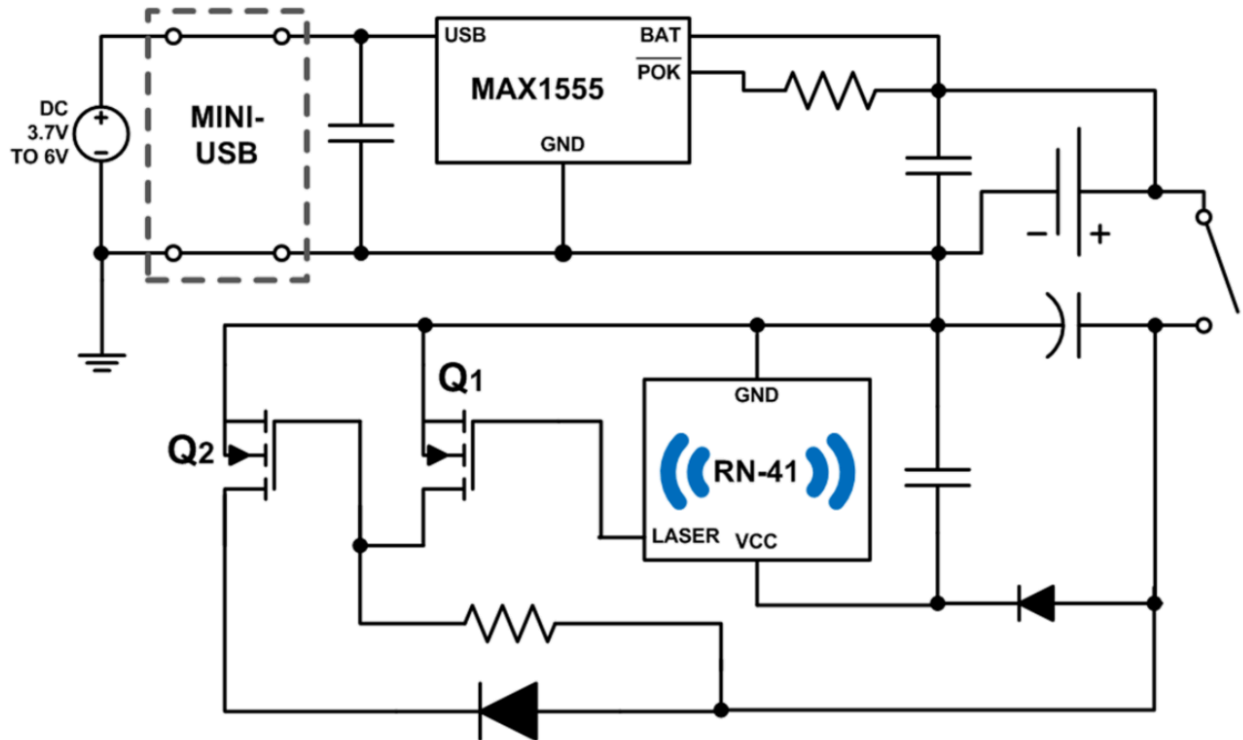 USB
BAT
POK
MAX1555
GND
DC
3.7V
TO 6V
+
−
MINI-
USB
− +
Q1
Q2
GND
RN-41
LASER
VCC